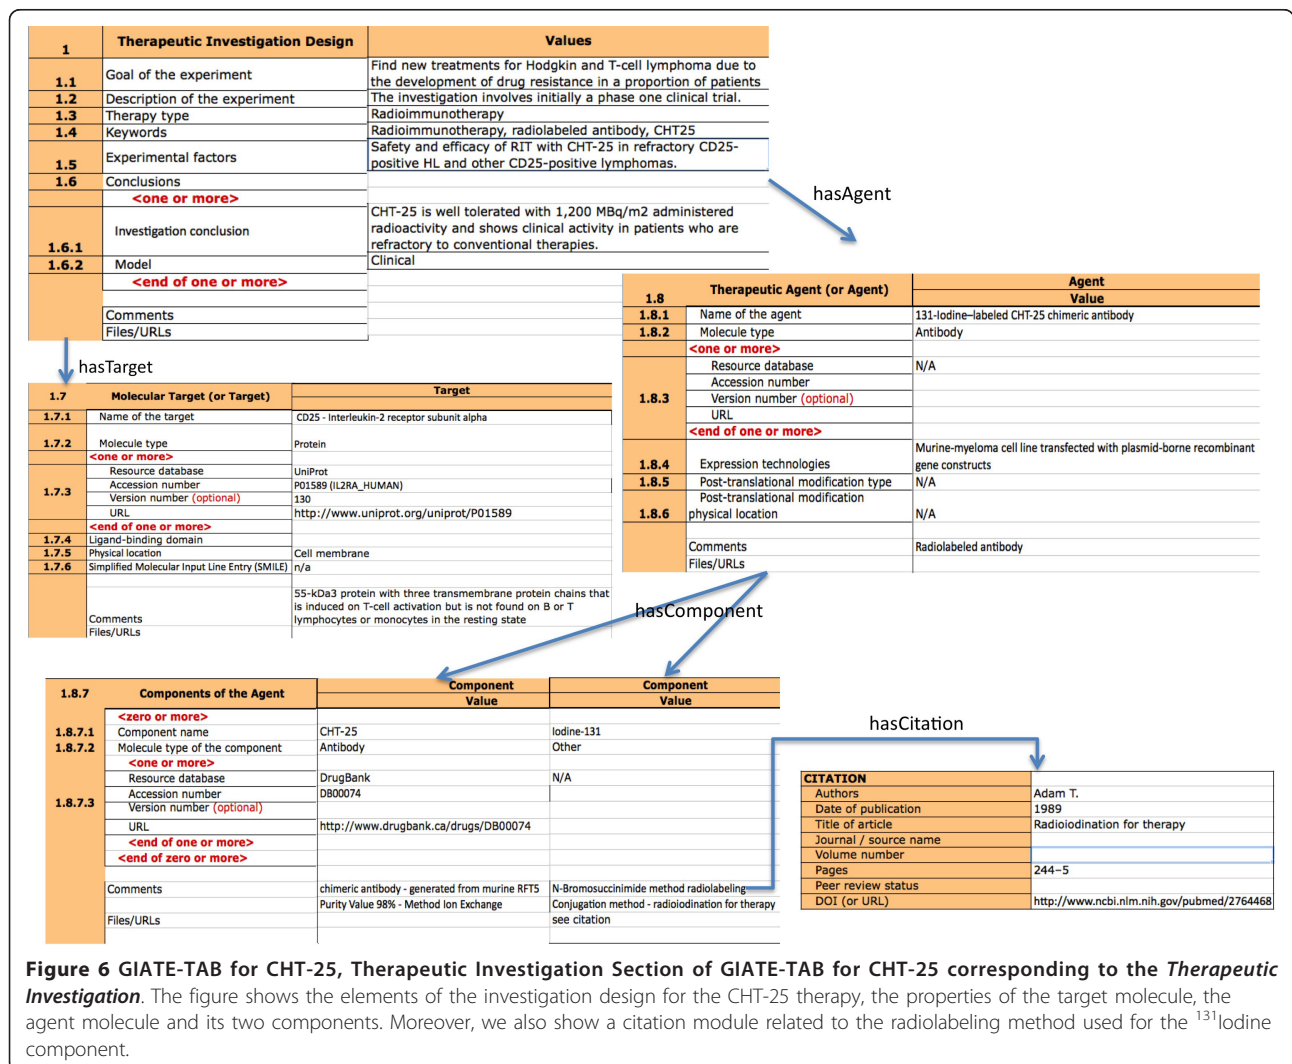 1 Therapeutic Investigation Design Values
1.1 Goal of the experiment Find new treatments for Hodgkin and T-cell lymphoma due to
the development of drug resistance in a proportion of patients
1.2 Description of the experiment The investigation involves initially a phase one clinical trial.
1.3 Therapy type Radioimmunotherapy
1.4 Keywords Radioimmunotherapy, radiolabeled antibody, CHT25
1.5 Experimental factors Safety and efficacy of RIT with CHT-25 in refractory CD25-
positive HL and other CD25-positive lymphomas.
1.6 Conclusions
<one or more>
1.6.1 Investigation conclusion CHT-25 is well tolerated with 1,200 MBq/m2 administered
radioactivity and shows clinical activity in patients who are
refractory to conventional therapies.
1.6.2 Model Clinical
<end of one or more>
Comments
Files/URLs
hasAgent
hasTarget
1.8 Therapeutic Agent (or Agent) Agent
Value
1.8.1 Name of the agent 131-Iodine–labeled CHT-25 chimeric antibody
1.8.2 Molecule type Antibody
<one or more>
1.8.3 Resource database N/A
Accession number
Version number (optional)
URL
<end of one or more>
1.8.4 Expression technologies Murine-myeloma cell line transfected with plasmid-borne recombinant
gene constructs
1.8.5 Post-translational modification type N/A
1.8.6 Post-translational modification
physical location N/A
Comments Radiolabeled antibody
Files/URLs
1.7 Molecular Target (or Target) Target
1.7.1 Name of the target CD25 - Interleukin-2 receptor subunit alpha
1.7.2 Molecule type Protein
<one or more>
1.7.3 Resource database UniProt
Accession number P01589 (IL2RA_HUMAN)
Version number (optional) 130
URL http://www.uniprot.org/uniprot/P01589
<end of one or more>
1.7.4 Ligand-binding domain
1.7.5 Physical location Cell membrane
1.7.6 Simplified Molecular Input Line Entry (SMILE) n/a
Comments 55-kDa3 protein with three transmembrane protein chains that
is induced on T-cell activation but is not found on B or T
lymphocytes or monocytes in the resting state
Files/URLs
hasComponent
1.8.7 Components of the Agent Component Component
Value Value
<zero or more>
1.8.7.1 Component name CHT-25 Iodine-131
1.8.7.2 Molecule type of the component Antibody Other
<one or more>
1.8.7.3 Resource database DrugBank N/A
Accession number DB00074
Version number (optional)
URL http://www.drugbank.ca/drugs/DB00074
<end of one or more>
<end of zero or more>
Comments chimeric antibody - generated from murine RFT5 N-Bromosuccinimide method radiolabeling
Purity Value 98% - Method Ion Exchange Conjugation method - radioiodination for therapy
Files/URLs see citation
hasCitation
CITATION
Authors Adam T.
Date of publication 1989
Title of article Radioiodination for therapy
Journal / source name
Volume number
Pages 244–5
Peer review status
DOI (or URL) http://www.ncbi.nlm.nih.gov/pubmed/2764468
Figure 6 GIATE-TAB for CHT-25, Therapeutic Investigation Section of GIATE-TAB for CHT-25 corresponding to the Therapeutic
Investigation. The figure shows the elements of the investigation design for the CHT-25 therapy, the properties of the target molecule, the
agent molecule and its two components. Moreover, we also show a citation module related to the radiolabeling method used for the ¹³¹Iodine
component.